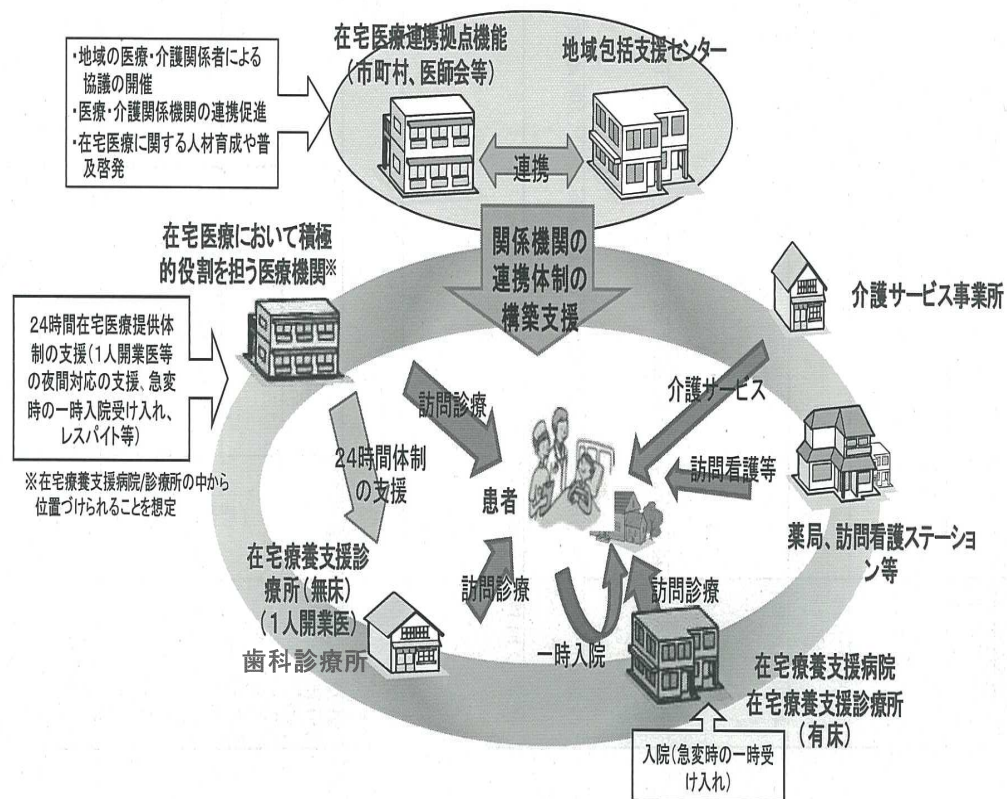 ・地域の医療・介護関係者による
協議の開催
・医療・介護関係機関の連携促進
・在宅医療に関する人材育成や普
及啓発
在宅医療連携拠点機能
(市町村、医師会等)
地域包括支援センター
連携
関係機関の
連携体制の
構築支援
在宅医療において積極
的役割を担う医療機関※
24時間在宅医療提供体
制の支援(1人開業医等
の夜間対応の支援、急変
時の一時入院受け入れ、
レスパイト等)
※在宅療養支援病院/診療所の中から
位置づけられることを想定
介護サービス事業所
訪問診療
介護サービス
24時間体制
の支援
患者
訪問看護等
薬局、訪問看護ステーショ
ン等
在宅療養支援診
療所(無床)
(1人開業医)
歯科診療所
訪問診療
一時入院
訪問診療
在宅療養支援病院
在宅療養支援診療所
(有床)
入院(急変時の一時受
け入れ)